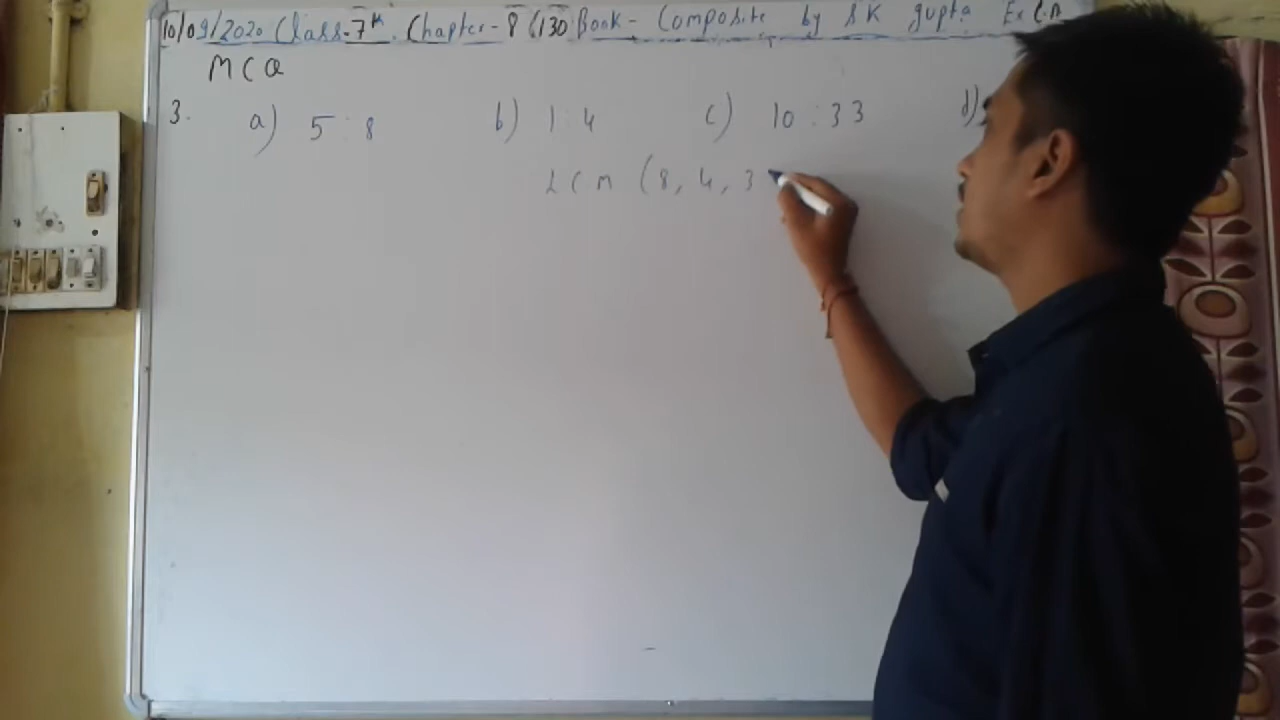 10/09/2020 Class-7th Chapter-8 (130 Book- Composite by SK gupta Ex
MCQ
3. a) 5:8 b) 1:4 c) 10:33 d)
LCM (8, 4, 3